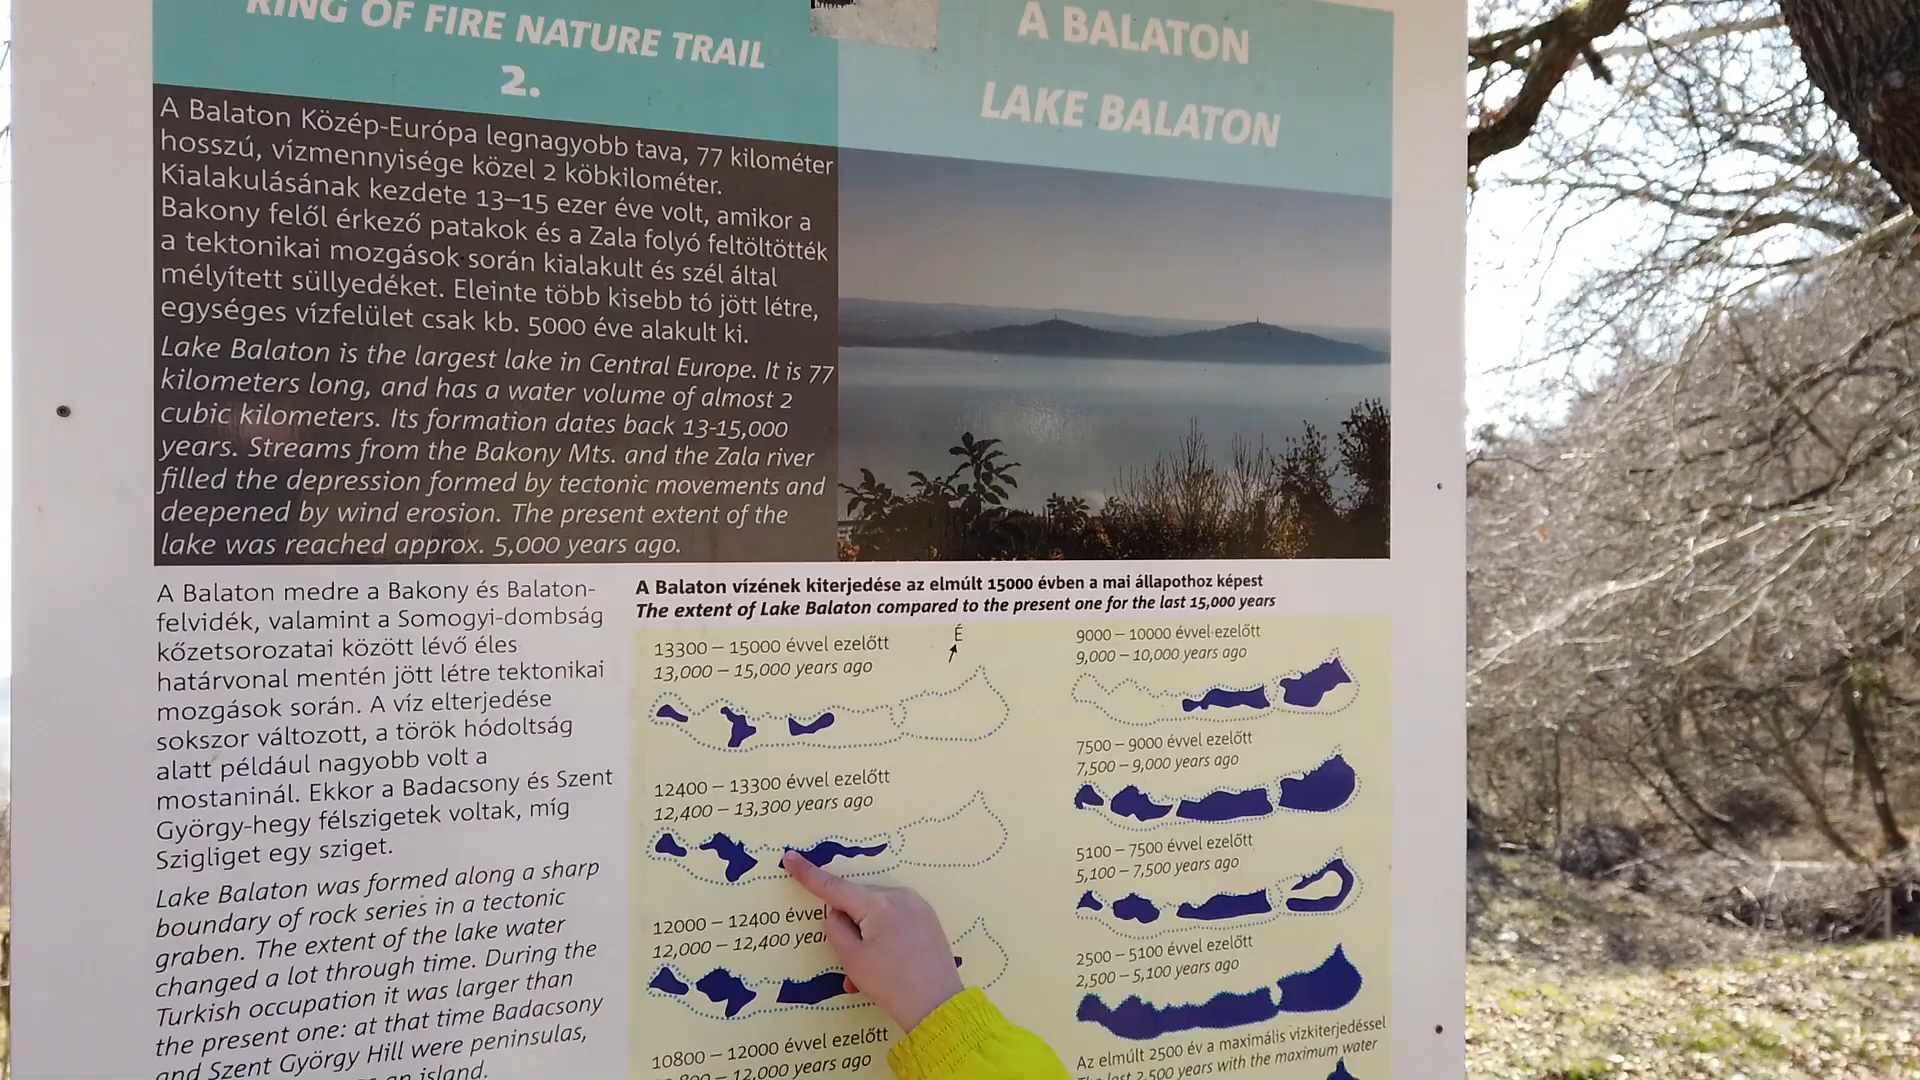 RING OF FIRE NATURE TRAIL
2.
A BALATON
LAKE BALATON
A Balaton Közép-Európa legnagyobb tava, 77 kilométer
hosszú, vízmennyisége közel 2 köbkilométer.
Kialakulásának kezdete 13–15 ezer éve volt, amikor a
Bakony felől érkező patakok és a Zala folyó feltöltötték
a tektonikai mozgások során kialakult és szél által
mélyített süllyedéket. Eleinte több kisebb tó jött létre,
egységes vízfelület csak kb. 5000 éve alakult ki.
Lake Balaton is the largest lake in Central Europe. It is 77
kilometers long, and has a water volume of almost 2
cubic kilometers. Its formation dates back 13-15,000
years. Streams from the Bakony Mts. and the Zala river
filled the depression formed by tectonic movements and
deepened by wind erosion. The present extent of the
lake was reached approx. 5,000 years ago.
A Balaton medre a Bakony és Balaton-
felvidék, valamint a Somogyi-dombság
kőzetsorozatai között lévő éles
határvonal mentén jött létre tektonikai
mozgások során. A víz elterjedése
sokszor változott, a török hódoltság
alatt például nagyobb volt a
mostaninál. Ekkor a Badacsony és Szent
György-hegy félszigetek voltak, míg
Szigliget egy sziget.
Lake Balaton was formed along a sharp
boundary of rock series in a tectonic
graben. The extent of the lake water
changed a lot through time. During the
Turkish occupation it was larger than
the present one: at that time Badacsony
and Szent György Hill were peninsulas,
an island.
A Balaton vízének kiterjedése az elmúlt 15000 évben a mai állapothoz képest
The extent of Lake Balaton compared to the present one for the last 15,000 years
É
13300 – 15000 évvel ezelőtt
13,000 – 15,000 years ago
12400 – 13300 évvel ezelőtt
12,400 – 13,300 years ago
12000 – 12400 évvel
12,000 – 12,400
10800 – 12000 évvel ezelőtt
12,000 years ago
9000 – 10000 évvel ezelőtt
9,000 – 10,000 years ago
7500 – 9000 évvel ezelőtt
7,500 – 9,000 years ago
5100 – 7500 évvel ezelőtt
5,100 – 7,500 years ago
2500 – 5100 évvel ezelőtt
2,500 – 5,100 years ago
Az elmúlt 2500 év a maximális vízkiterjedéssel
The last 2,500 years with the maximum water